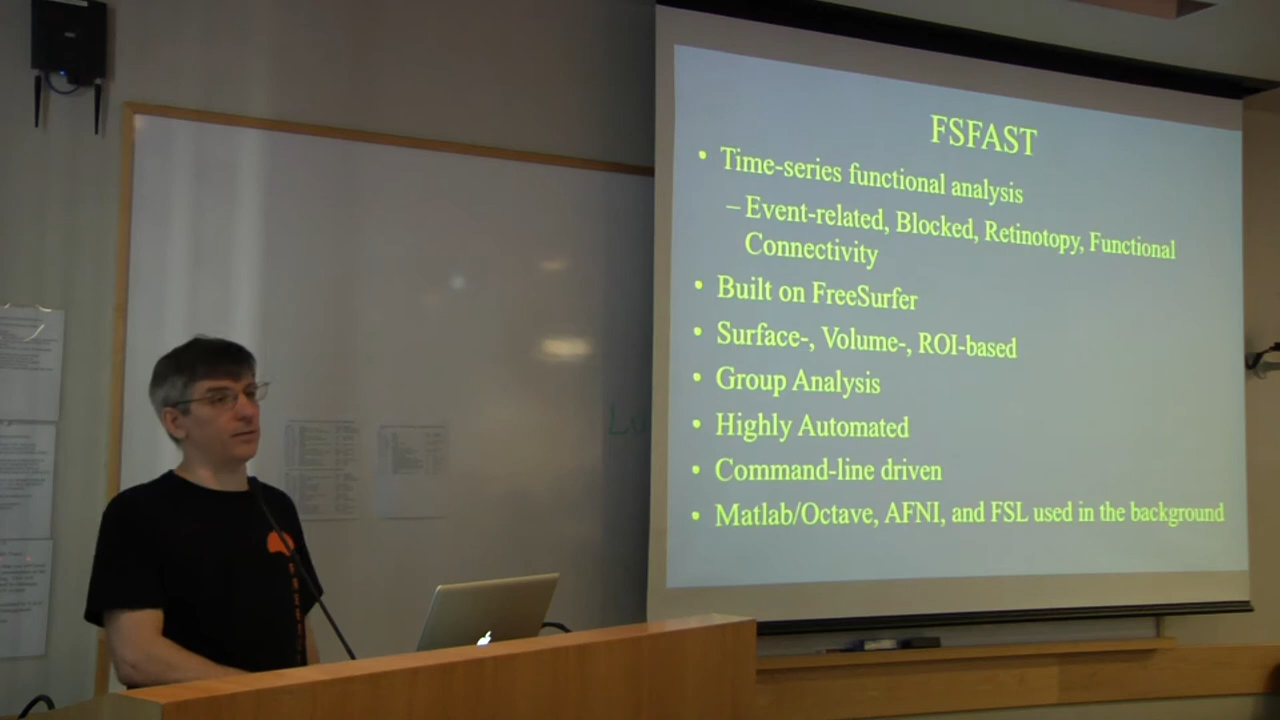 FSFAST
• Time-series functional analysis
– Event-related, Blocked, Retinotopy, Functional
Connectivity
• Built on FreeSurfer
• Surface-, Volume-, ROI-based
• Group Analysis
• Highly Automated
• Command-line driven
• Matlab/Octave, AFNI, and FSL used in the background